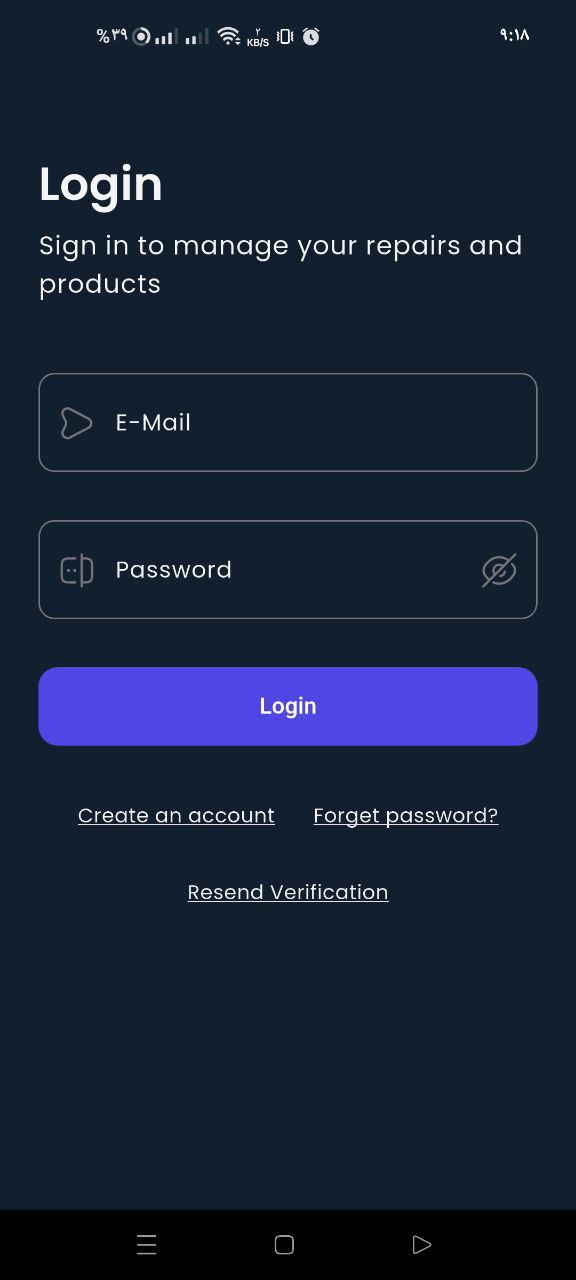 %۳۹ ۲ KB/S ۹:۱۸
Login
Sign in to manage your repairs and
products
E-Mail
Password
Login
Create an account Forget password?
Resend Verification